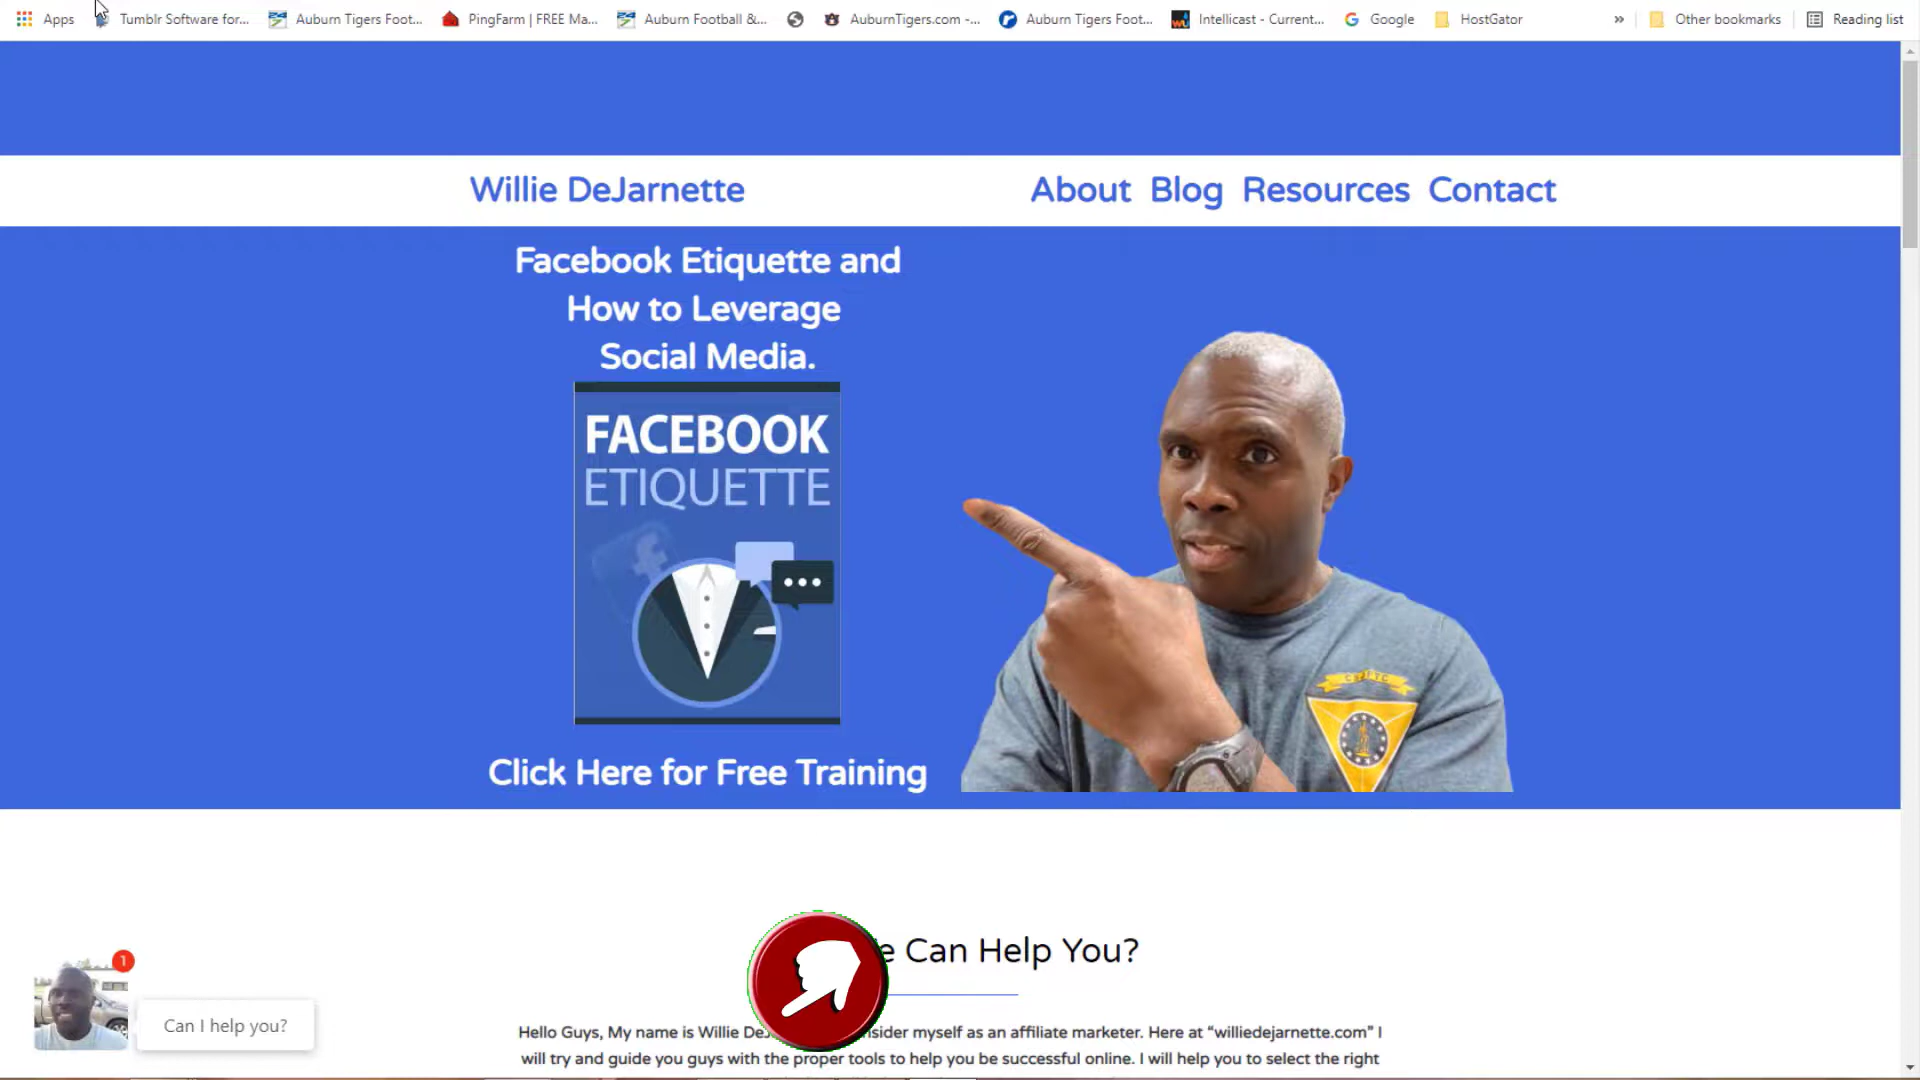 Apps Tumblr Software for... Auburn Tigers Foot... PingFarm | FREE Ma... Auburn Football &... AuburnTigers.com -... Auburn Tigers Foot... Intellicast - Current... Google HostGator » Other bookmarks Reading list
Willie DeJarnette About Blog Resources Contact
Facebook Etiquette and
How to Leverage
Social Media.
FACEBOOK
ETIQUETTE
Click Here for Free Training
e Can Help You?
1
Can I help you?
Hello Guys, My name is Willie DeJ nsider myself as an affiliate marketer. Here at “williedejarnette.com” I
will try and guide you guys with the proper tools to help you be successful online. I will help you to select the right